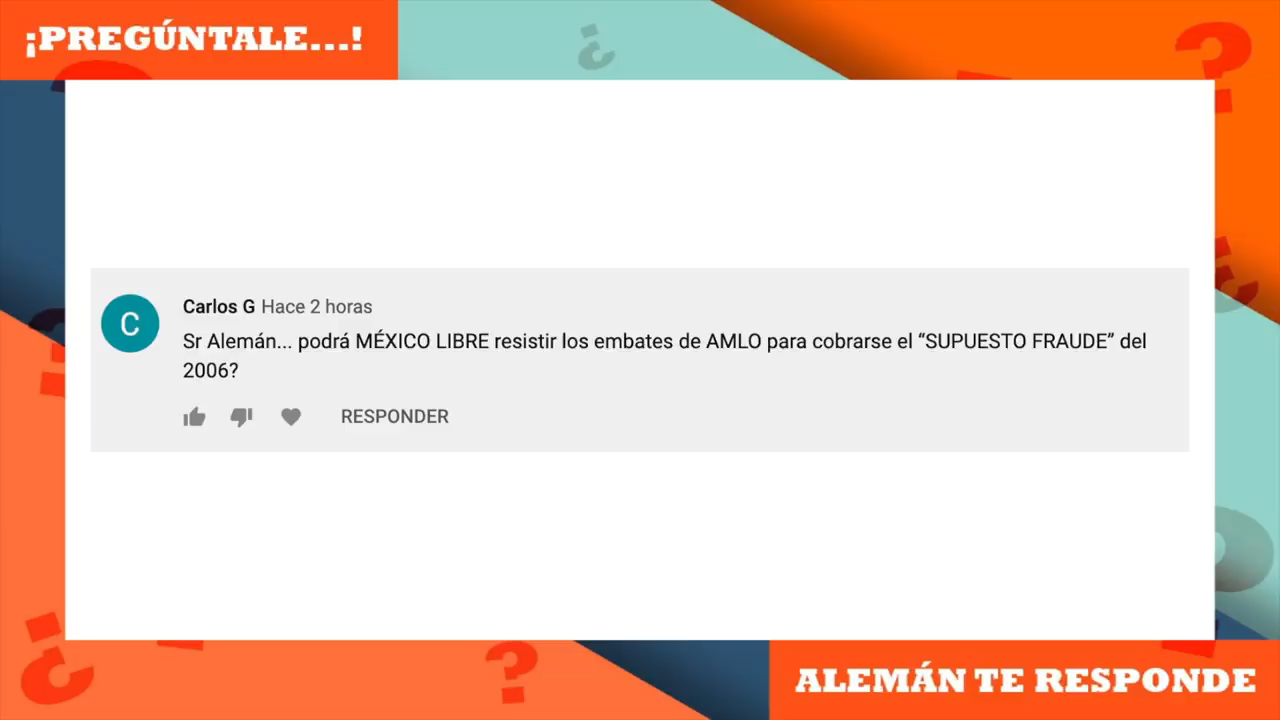 ¡PREGÚNTALE...!
C
Carlos G Hace 2 horas
Sr Alemán... podrá MÉXICO LIBRE resistir los embates de AMLO para cobrarse el “SUPUESTO FRAUDE” del
2006?
RESPONDER
ALEMÁN TE RESPONDE